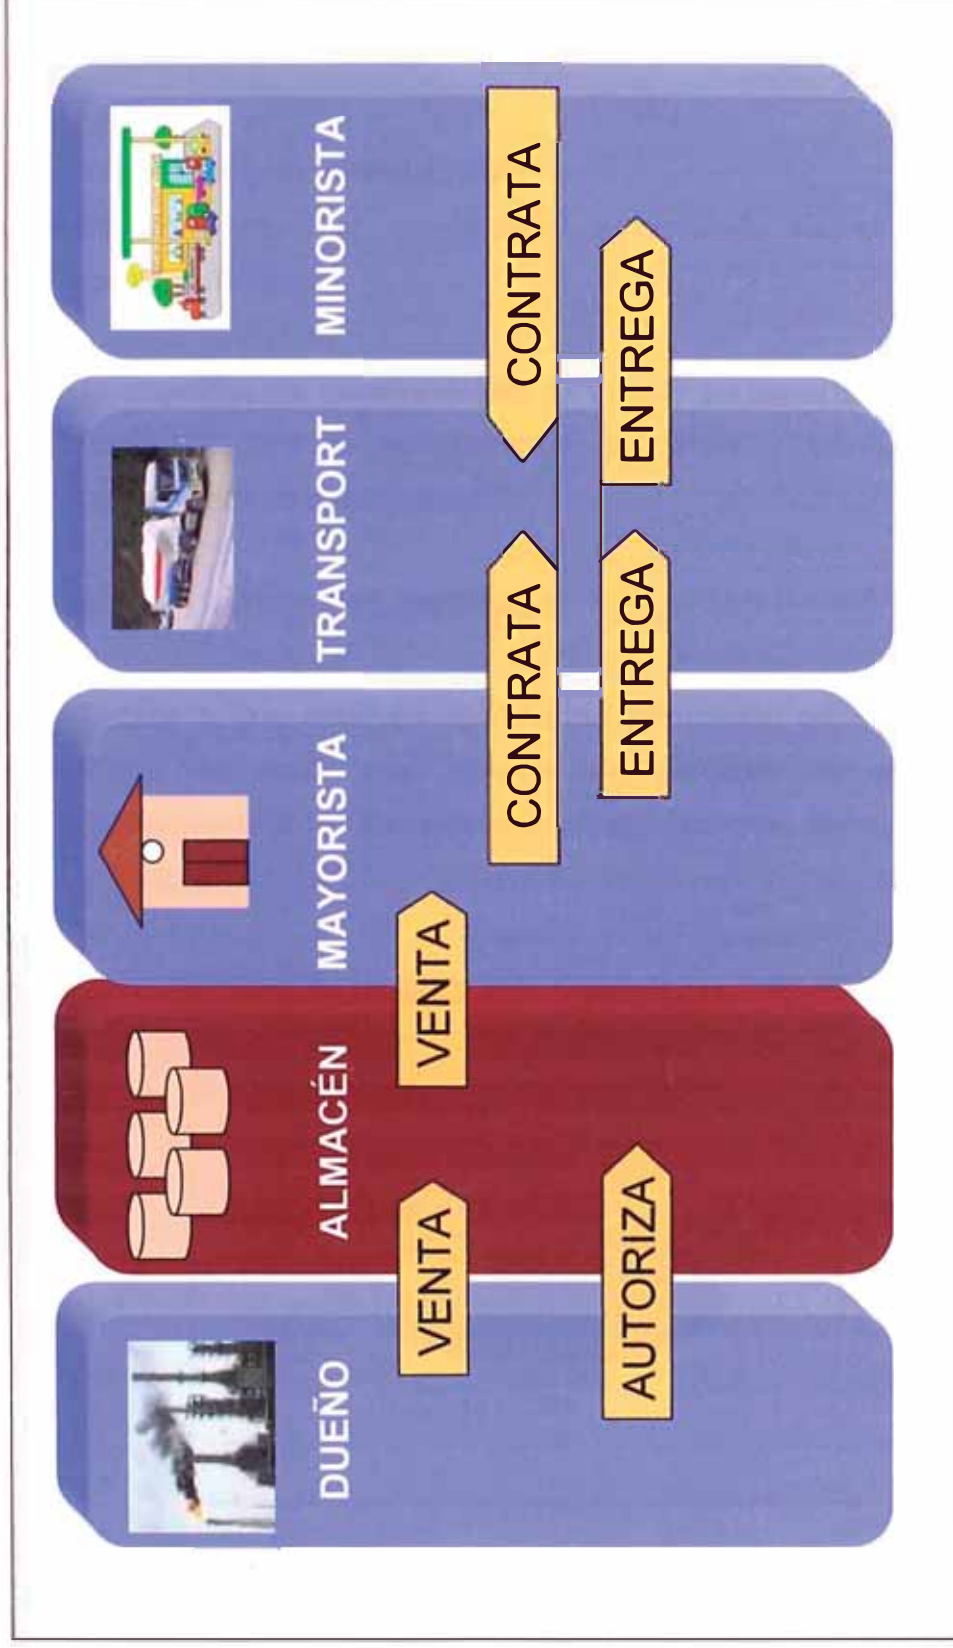 DUEÑO
ALMACÉN
MAYORISTA
TRANSPORT
MINORISTA
VENTA
VENTA
CONTRATA
CONTRATA
AUTORIZA
ENTREGA
ENTREGA